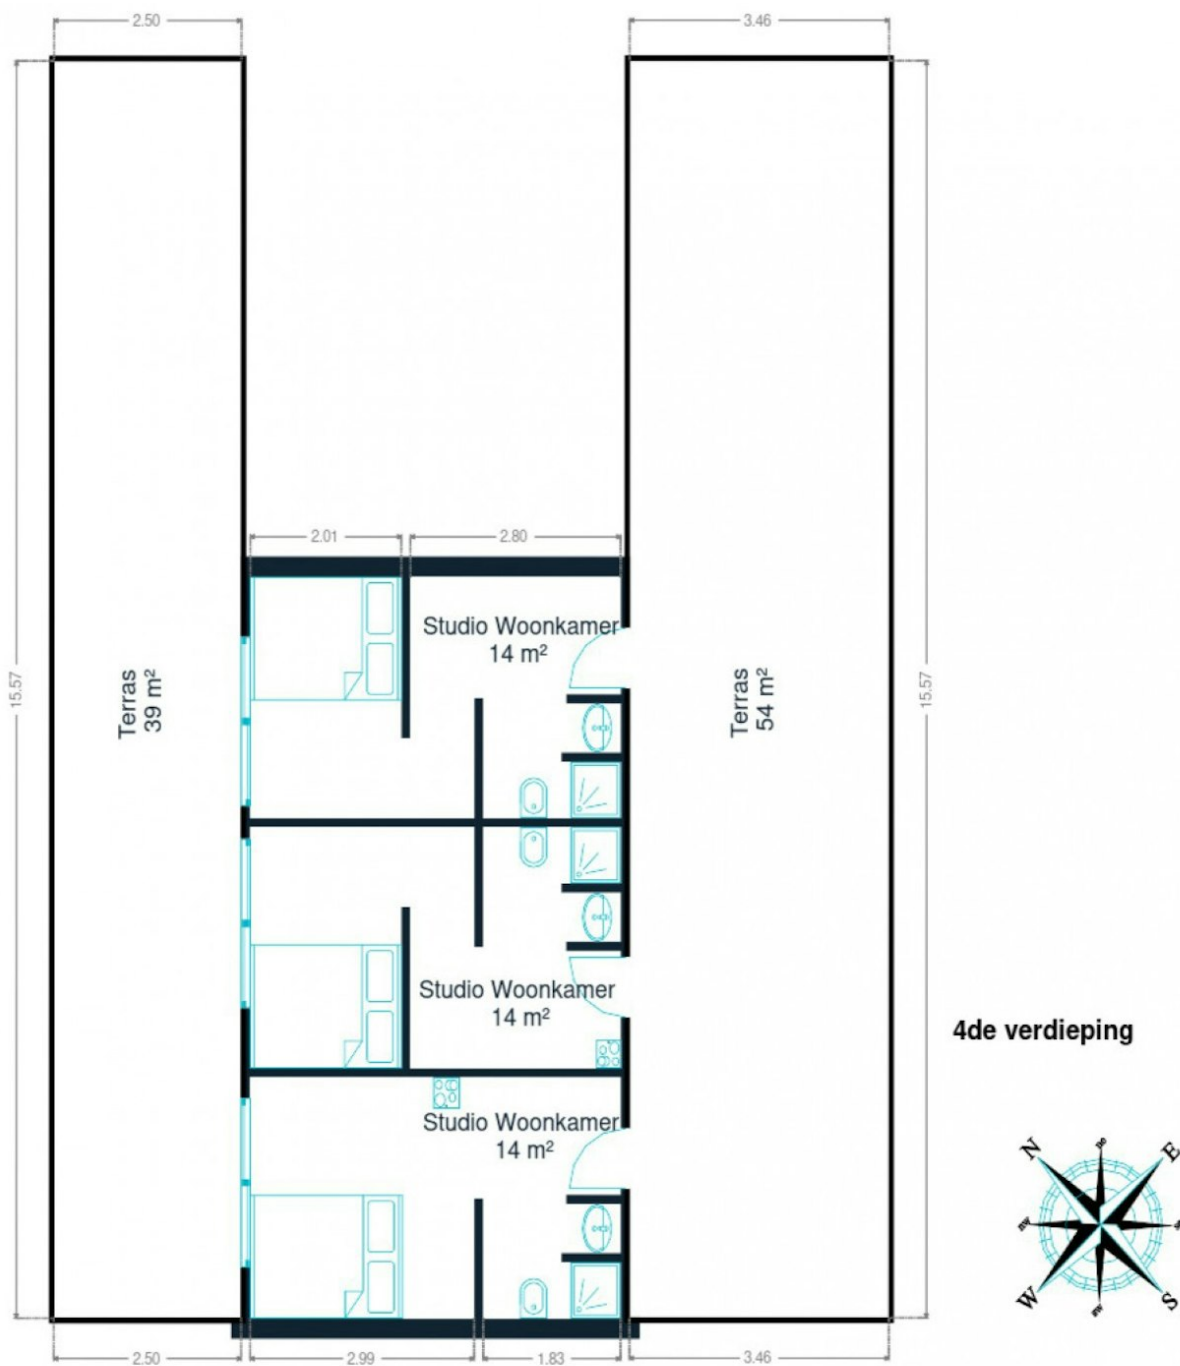 2.50
3.46
2.01
2.80
Studio Woonkamer
14 m²
15.57
Terras
39 m²
Terras
54 m²
15.57
Studio Woonkamer
14 m²
4de verdieping
Studio Woonkamer
14 m²
N
E
W
S
2.50
2.99
1.83
3.46